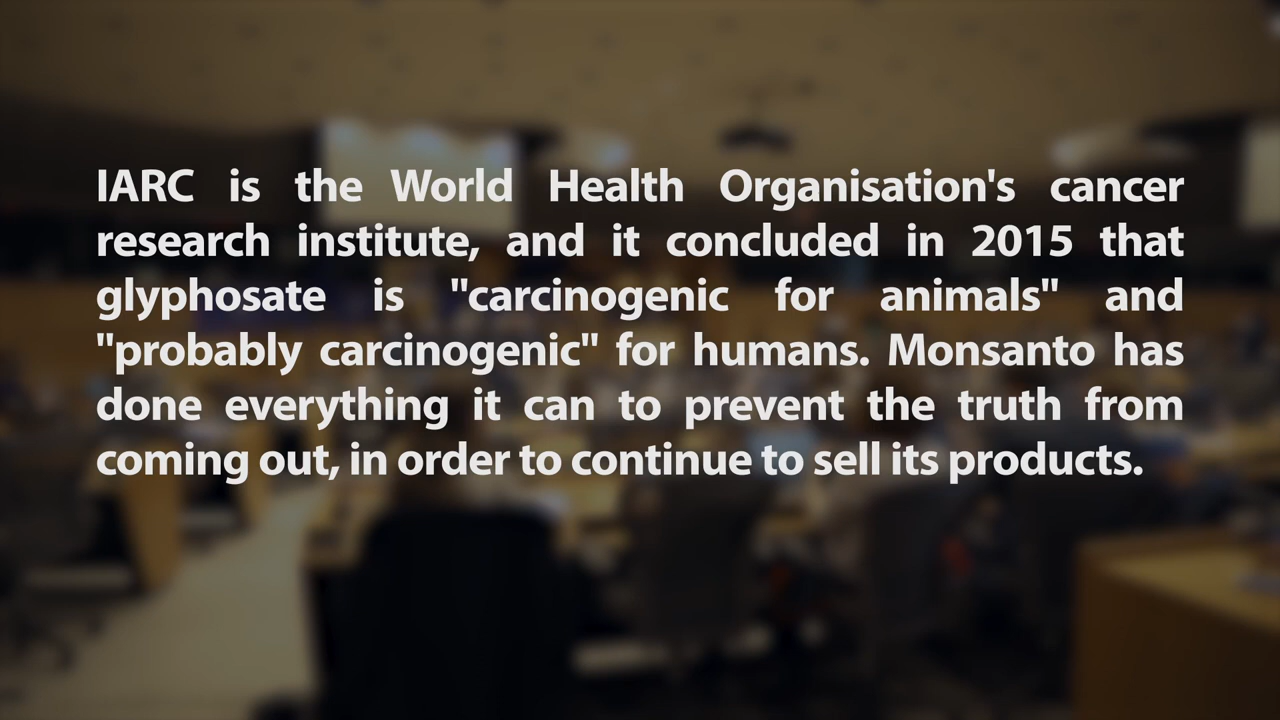 IARC is the World Health Organisation's cancer
research institute, and it concluded in 2015 that
glyphosate is "carcinogenic for animals" and
"probably carcinogenic" for humans. Monsanto has
done everything it can to prevent the truth from
coming out, in order to continue to sell its products.